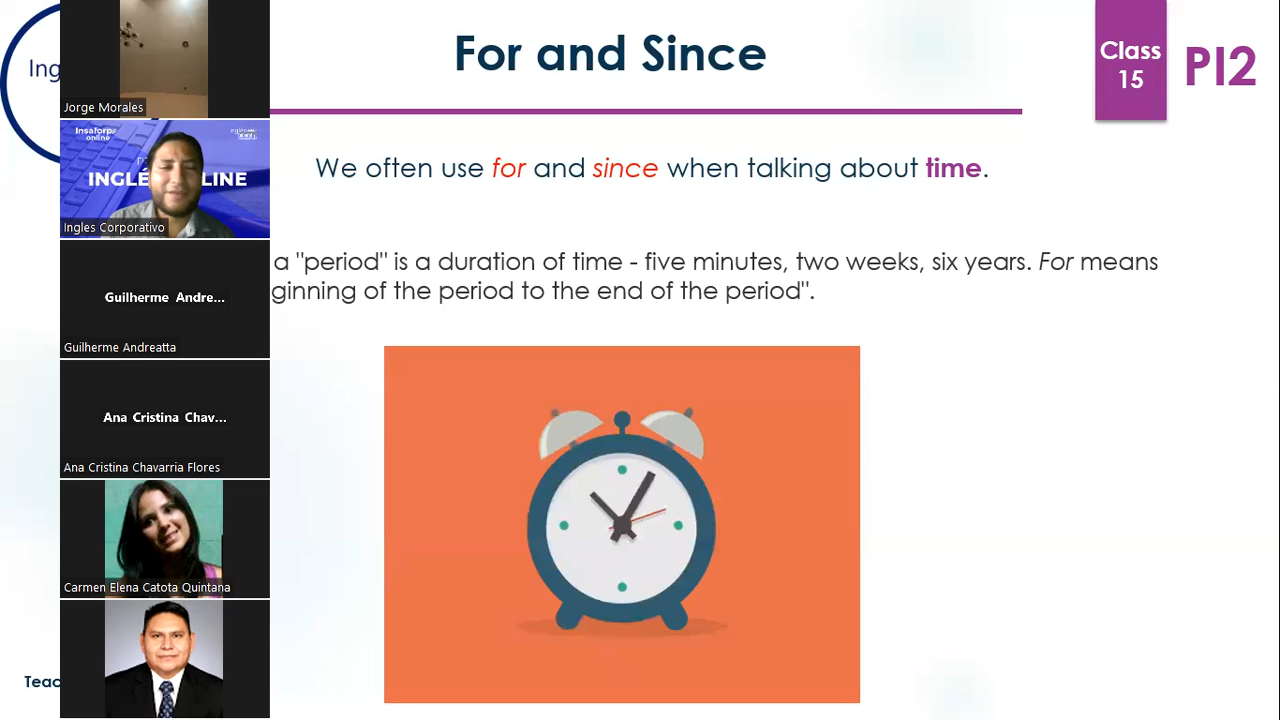 Ing
For and Since
Class
15
PI2
We often use for and since when talking about time.
a "period" is a duration of time - five minutes, two weeks, six years. For means
ginning of the period to the end of the period".
Jorge Morales
Insaforp
online
INGLÉ
LINE
Ingles Corporativo
Guilherme Andre...
Guilherme Andreatta
Ana Cristina Chav...
Ana Cristina Chavarria Flores
Carmen Elena Catota Quintana
Teac